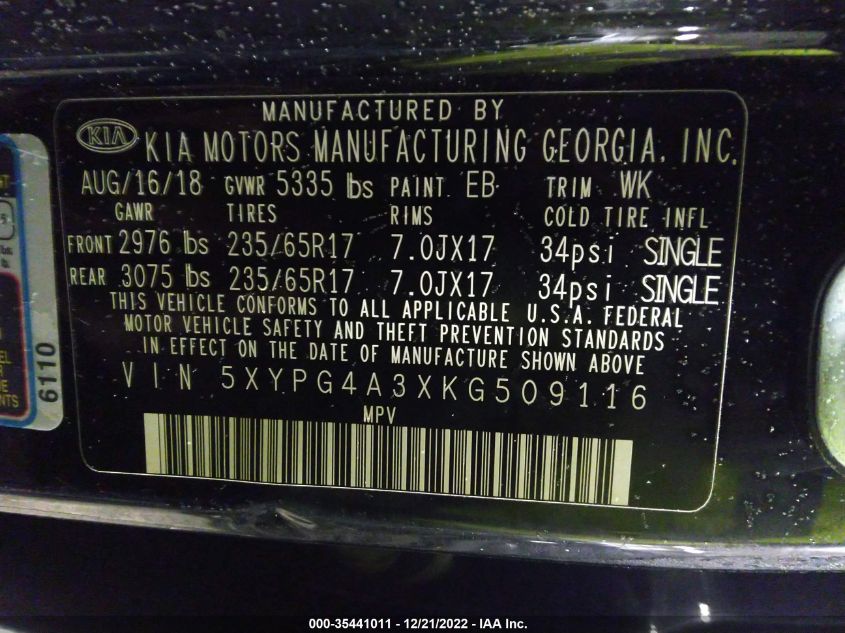 MANUFACTURED BY
KIA KIA MOTORS MANUFACTURING GEORGIA, INC.
AUG/16/18 GVWR 5335 lbs PAINT EB TRIM WK
GAWR TIRES RIMS COLD TIRE INFL
FRONT 2976 lbs 235/65R17 7.0JX17 34psi SINGLE
REAR 3075 lbs 235/65R17 7.0JX17 34psi SINGLE
THIS VEHICLE CONFORMS TO ALL APPLICABLE U.S.A. FEDERAL
MOTOR VEHICLE SAFETY AND THEFT PREVENTION STANDARDS
IN EFFECT ON THE DATE OF MANUFACTURE SHOWN ABOVE
VIN 5XYPG4A3XKG509116
MPV
6110
000-35441011 - 12/21/2022 - IAA Inc.